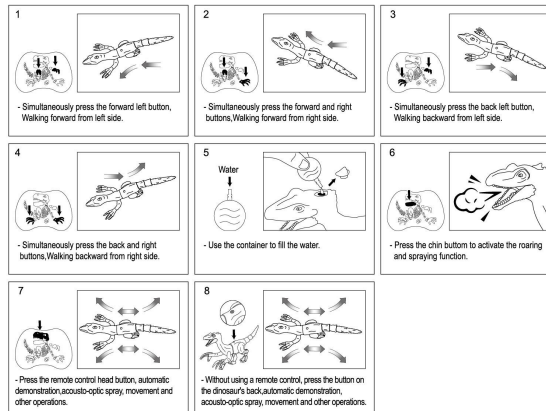 1
- Simultaneously press the forward left button,
Walking forward from left side.
2
- Simultaneously press the forward and right
buttons,Walking forward from right side.
3
- Simultaneously press the back left button,
Walking backward from left side.
4
- Simultaneously press the back and right
buttons,Walking backward from right side.
5
Water
- Use the container to fill the water.
6
- Press the chin buttom to activate the roaring
and spraying function.
7
- Press the remote control head button, automatic
demonstration,acousto-optic spray, movement and
other operations.
8
- Without using a remote control, press the button on
the dinosaur's back,automatic demonstration,
acousto-optic spray, movement and other operations.